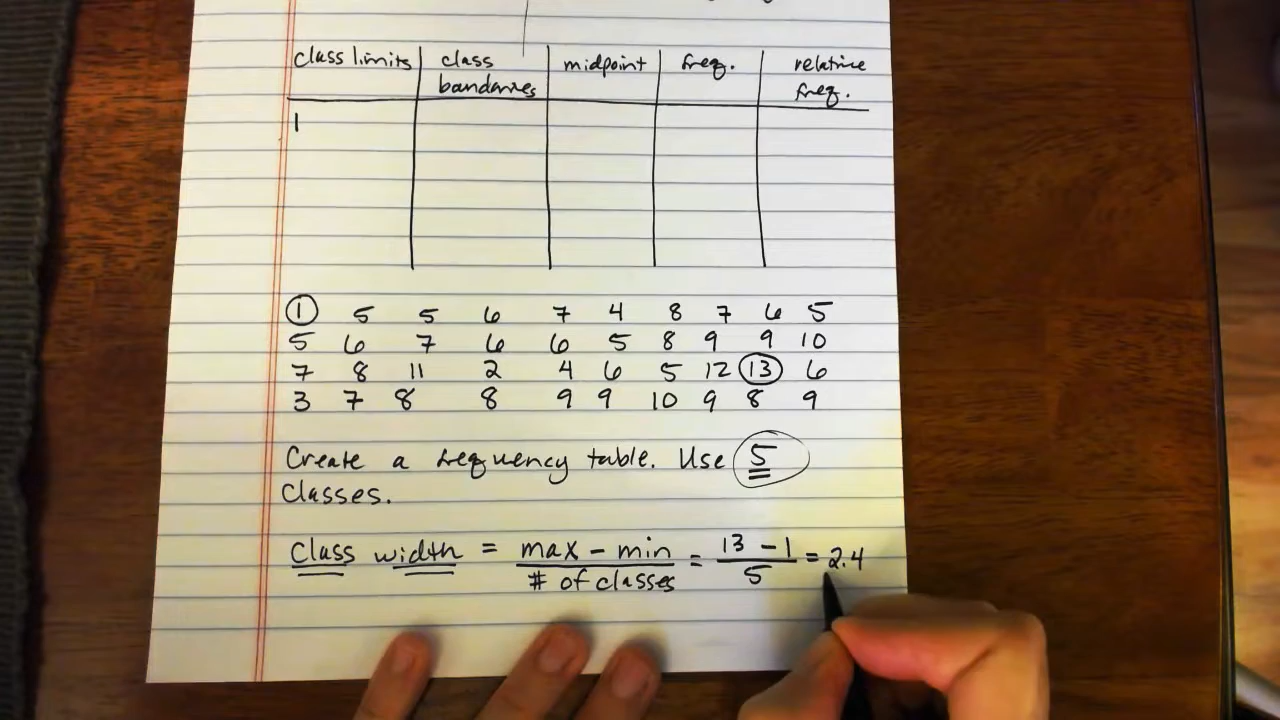 class limits class boundaries midpoint freq. relative freq.
1
1 5 5 6 7 4 8 7 6 5
5 6 7 6 6 5 8 9 9 10
7 8 11 2 4 6 5 12 13 6
3 7 8 8 9 9 10 9 8 9
Create a frequency table. Use 5
classes.
Class width = max - min / # of classes = 13 - 1 / 5 = 2.4